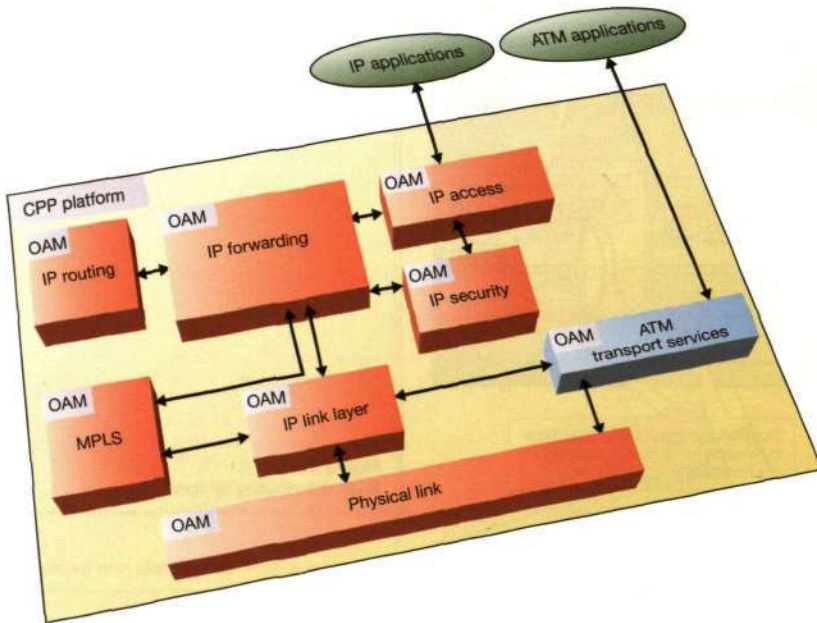 IP applications
ATM applications
CPP platform
OAM
IP access
OAM
IP forwarding
OAM
IP routing
OAM
IP security
OAM
ATM
transport services
OAM
MPLS
OAM
IP link layer
OAM
Physical link